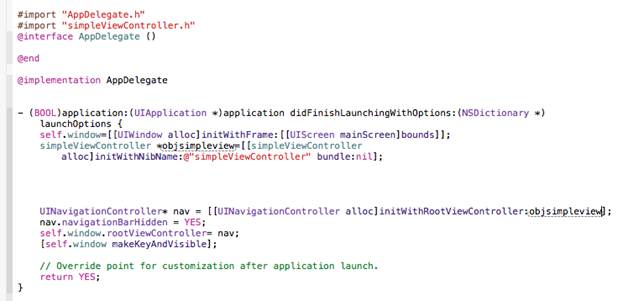 #import "AppDelegate.h"
#import "simpleViewController.h"
@interface AppDelegate ()
@end
@implementation AppDelegate
- (BOOL)application:(UIApplication *)application didFinishLaunchingWithOptions:(NSDictionary *)
launchOptions {
self.window=[[UIWindow alloc]initWithFrame:[[UIScreen mainScreen]bounds]];
simpleViewController *objsimpleview=[[simpleViewController
alloc]initWithNibName:@"simpleViewController" bundle:nil];
UINavigationController* nav = [[UINavigationController alloc]initWithRootViewController:objsimpleview];
nav.navigationBarHidden = YES;
self.window.rootViewController= nav;
[self.window makeKeyAndVisible];
// Override point for customization after application launch.
return YES;
}